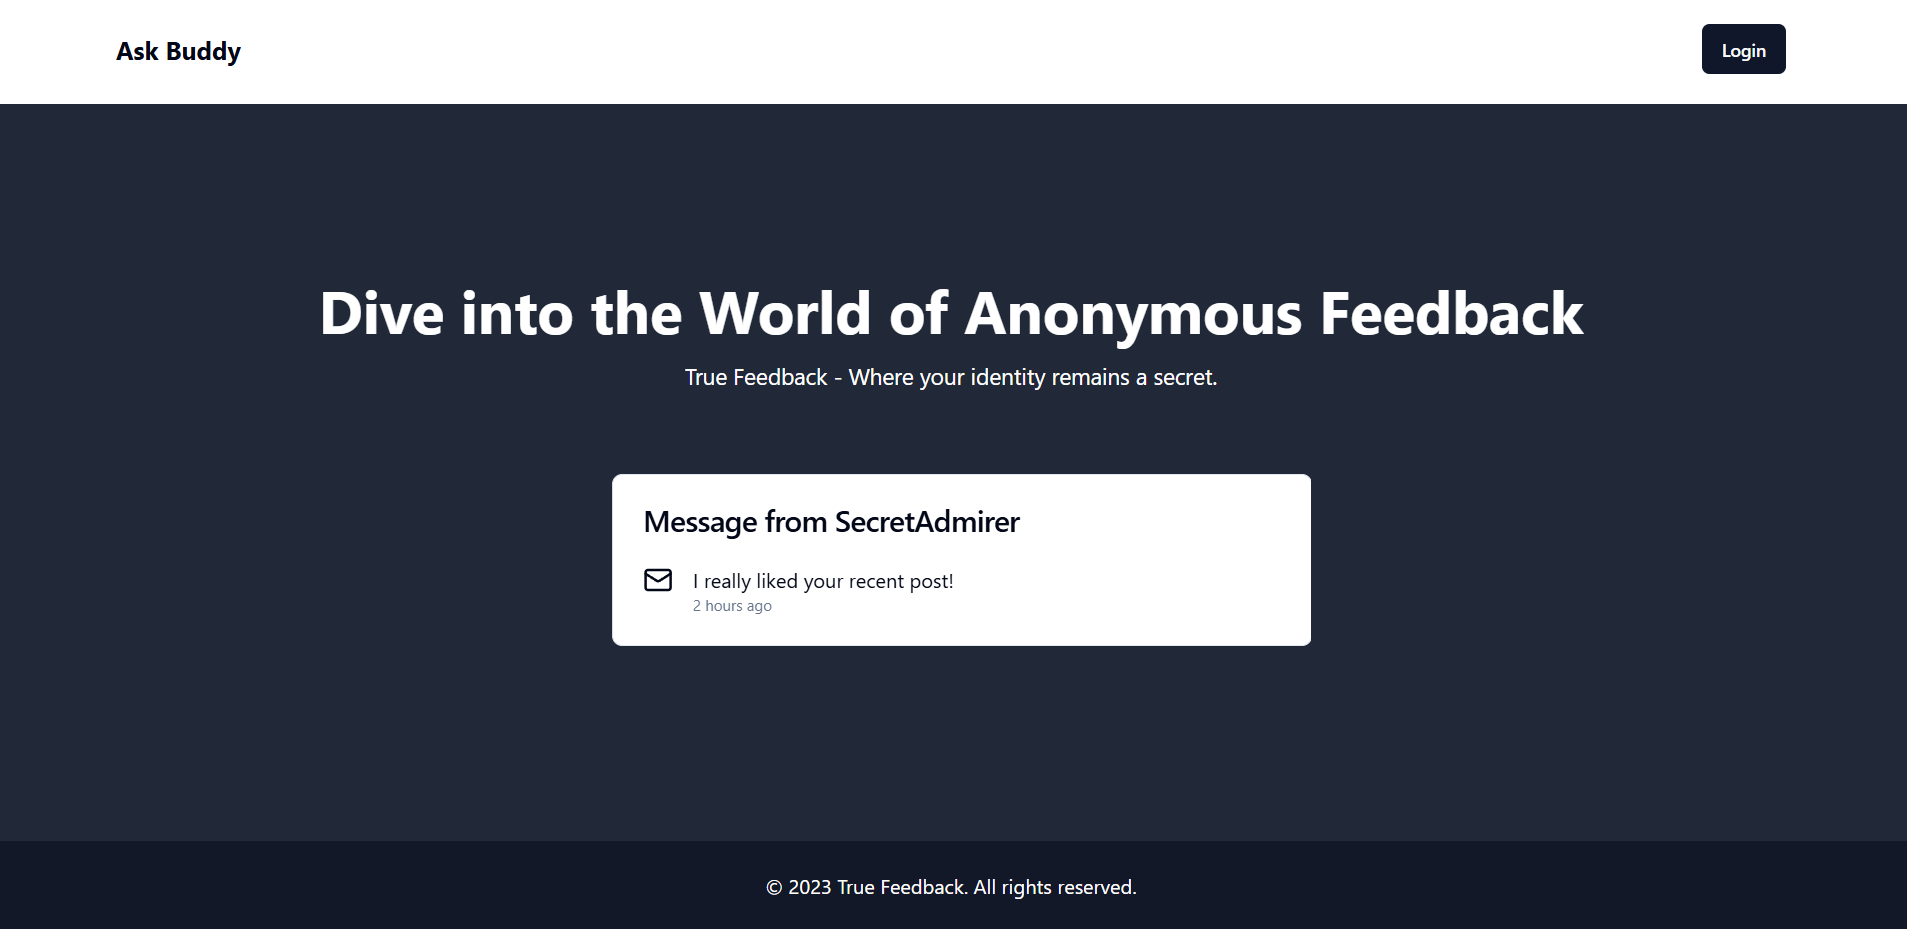 Ask Buddy
Login
Dive into the World of Anonymous Feedback
True Feedback - Where your identity remains a secret.
Message from SecretAdmirer
I really liked your recent post!
2 hours ago
© 2023 True Feedback. All rights reserved.